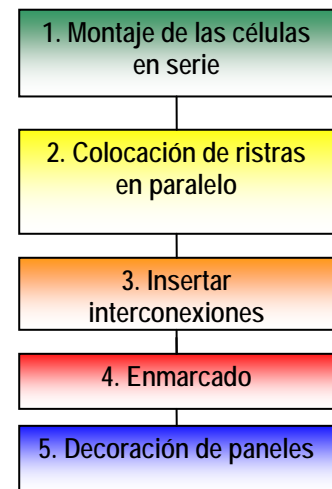 1. Montaje de las células
en serie
2. Colocación de ristras
en paralelo
3. Insertar
interconexiones
4. Enmarcado
5. Decoración de paneles